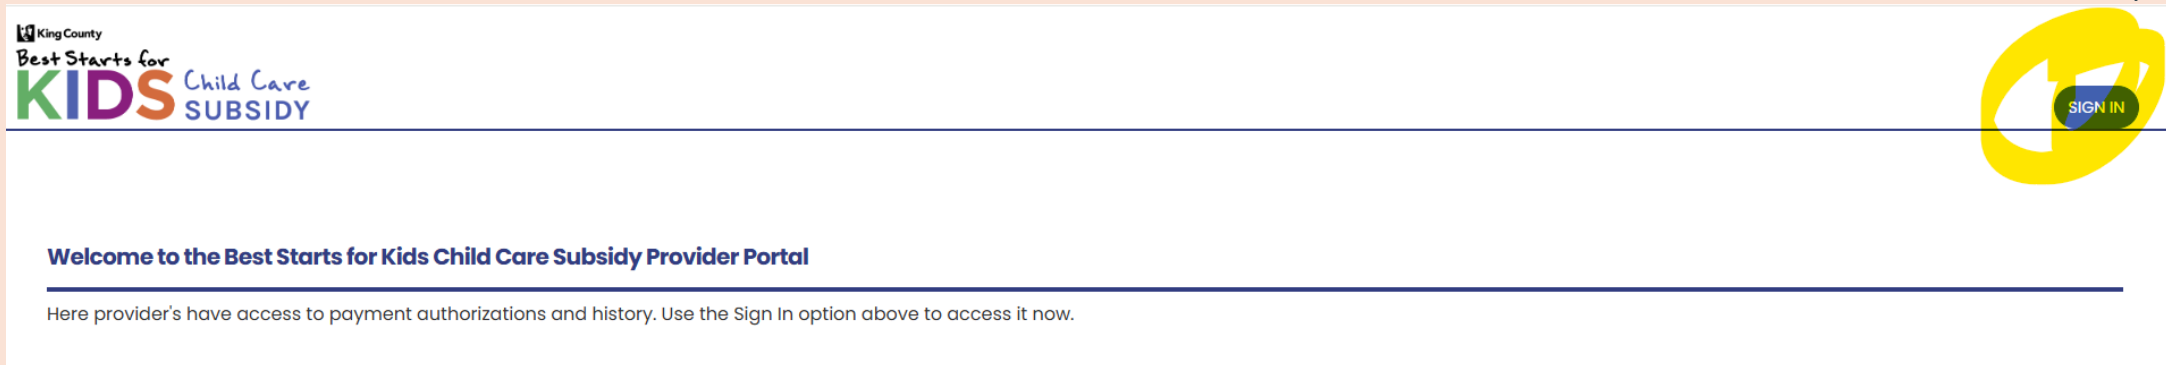 King County
Best Starts for
KIDS Child Care
SUBSIDY
SIGN IN
Welcome to the Best Starts for Kids Child Care Subsidy Provider Portal
Here provider's have access to payment authorizations and history. Use the Sign In option above to access it now.